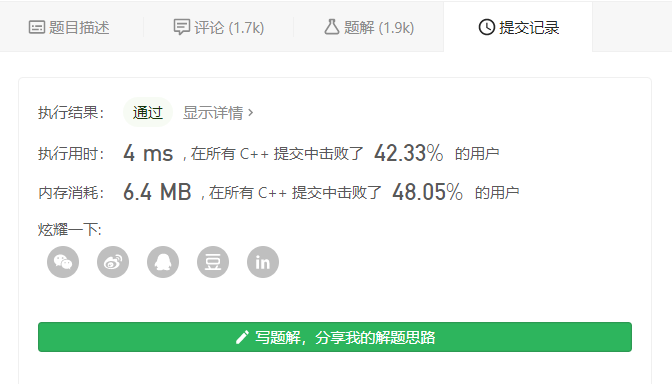 题目描述 评论 (1.7k) 题解 (1.9k) 提交记录
执行结果： 通过 显示详情 >
执行用时： 4 ms , 在所有 C++ 提交中击败了 42.33% 的用户
内存消耗： 6.4 MB , 在所有 C++ 提交中击败了 48.05% 的用户
炫耀一下:
豆 in
写题解，分享我的解题思路